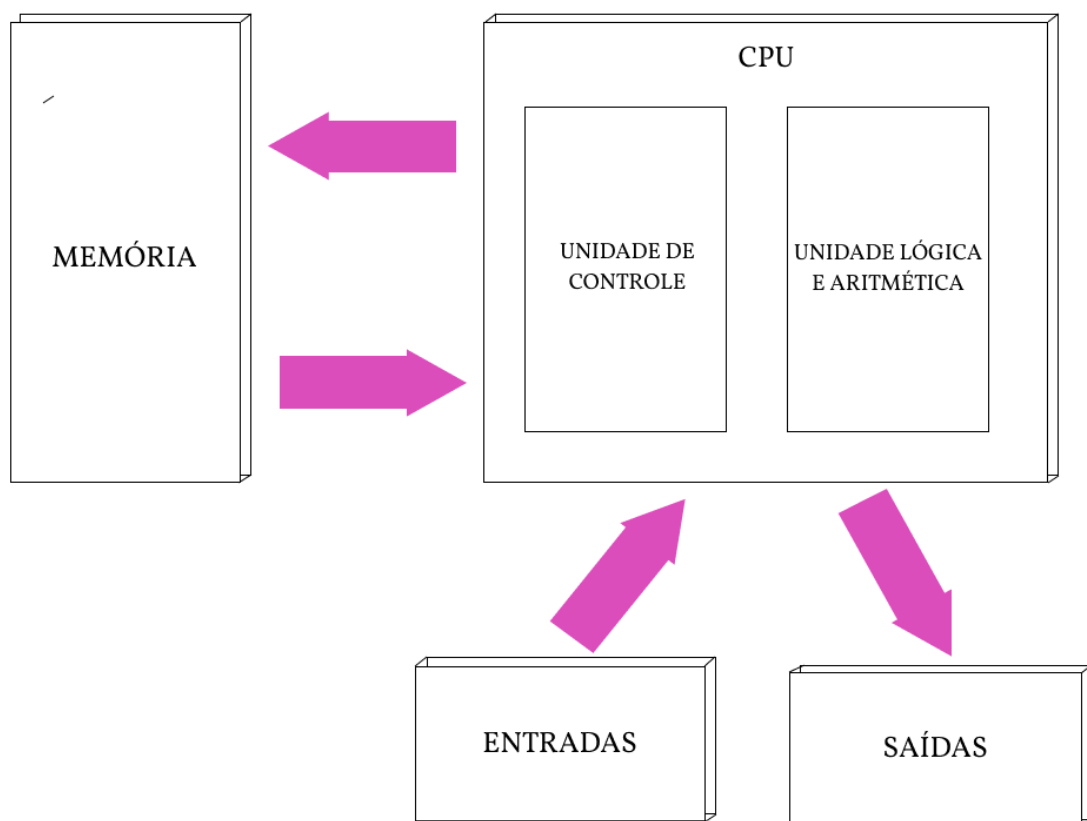 CPU
MEMÓRIA
UNIDADE DE
CONTROLE
UNIDADE LÓGICA
E ARITMÉTICA
ENTRADAS
SAÍDAS